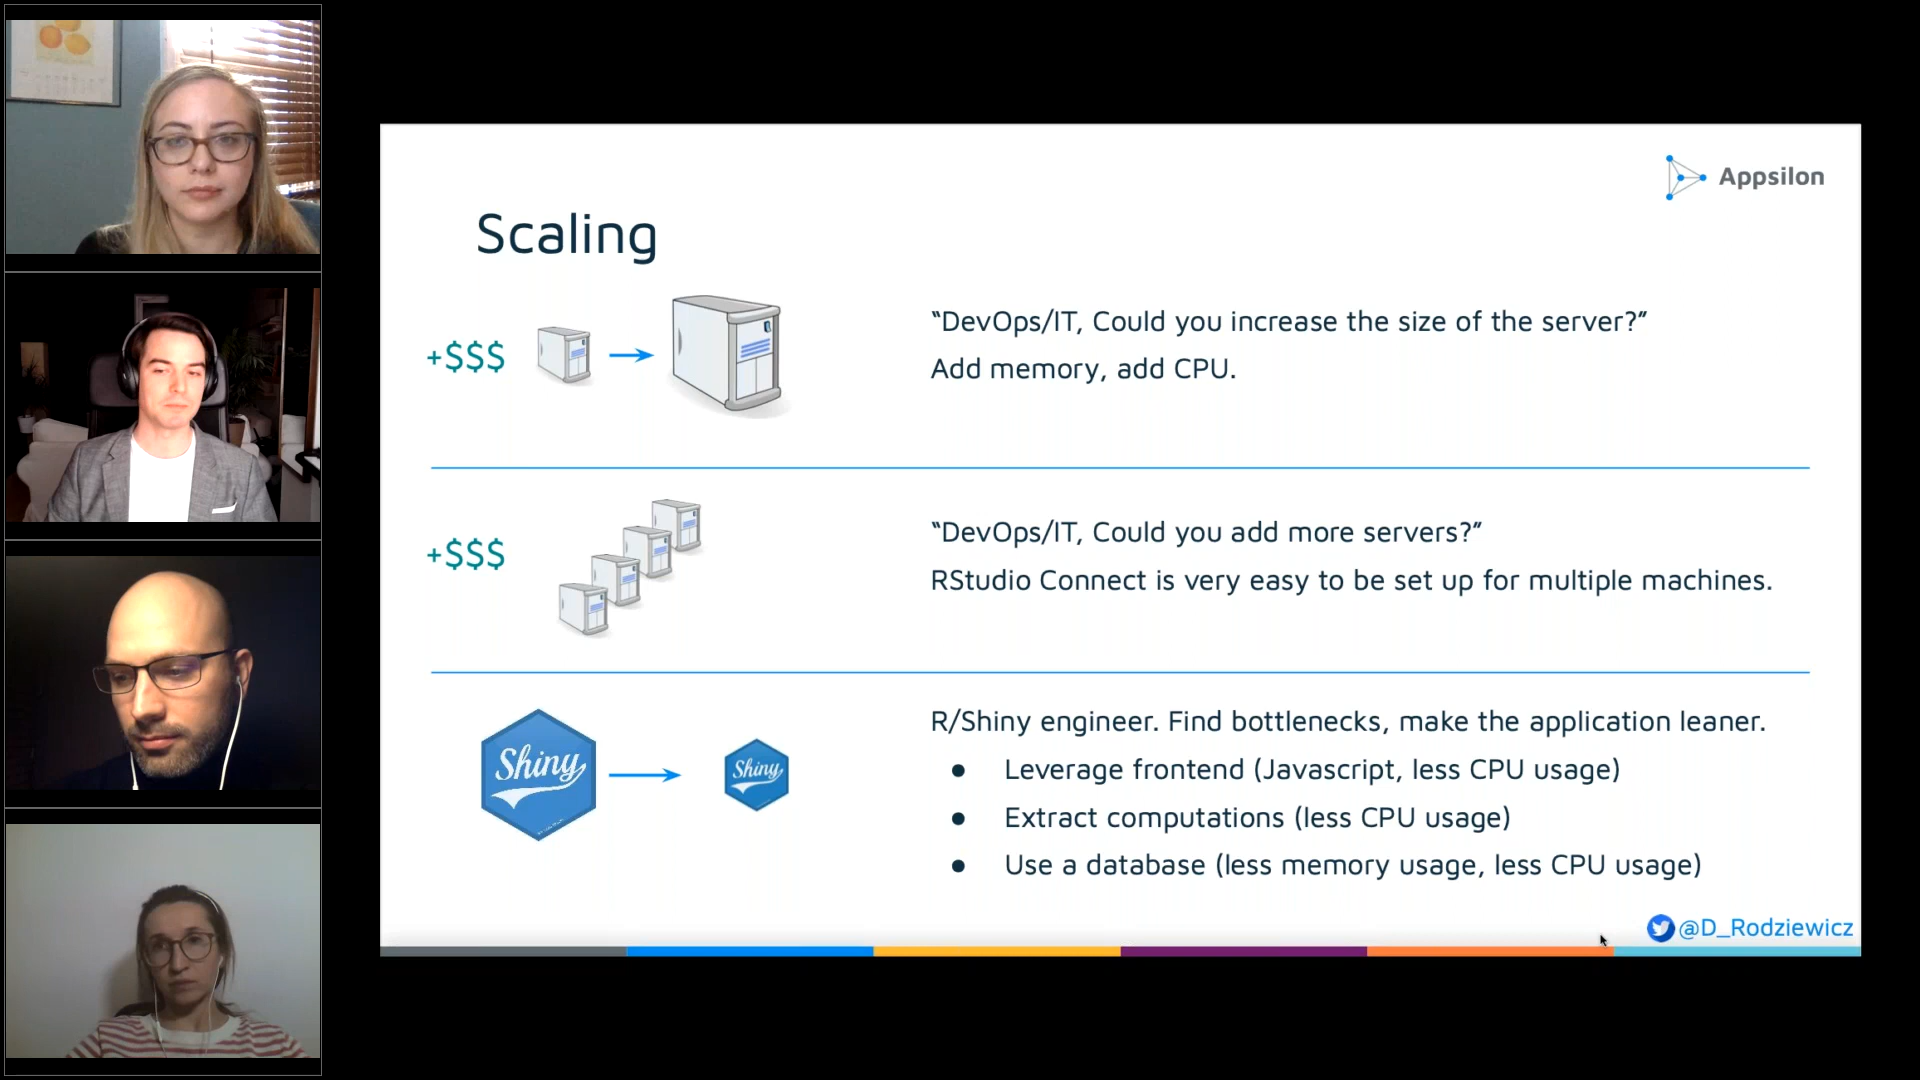 Appsilon
Scaling
+$$$
“DevOps/IT, Could you increase the size of the server?”
Add memory, add CPU.
+$$$
“DevOps/IT, Could you add more servers?”
RStudio Connect is very easy to be set up for multiple machines.
Shiny
Shiny
R/Shiny engineer. Find bottlenecks, make the application leaner.
● Leverage frontend (Javascript, less CPU usage)
● Extract computations (less CPU usage)
● Use a database (less memory usage, less CPU usage)
@D_Rodziewicz